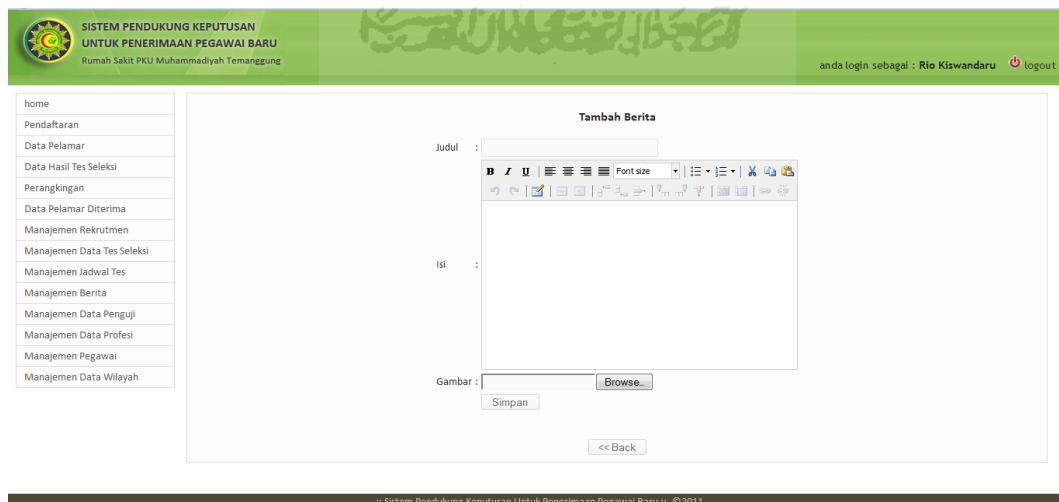 SISTEM PENDUKUNG KEPUTUSAN
UNTUK PENERIMAAN PEGAWAI BARU
Rumah Sakit PKU Muhammadiyah Temanggung
anda login sebagai : Rio Kiswandaru logout
home
Pendaftaran
Data Pelamar
Data Hasil Tes Seleksi
Perangkingan
Data Pelamar Diterima
Manajemen Rekrutmen
Manajemen Data Tes Seleksi
Manajemen Jadwal Tes
Manajemen Berita
Manajemen Data Penguji
Manajemen Data Profesi
Manajemen Pegawai
Manajemen Data Wilayah
Tambah Berita
Judul :
B I U Font size
Isi :
Gambar : Browse..
Simpan
<< Back
:: Sistem Pendukung Keputusan Untuk Penerimaan Pegawai Baru :: ©2011